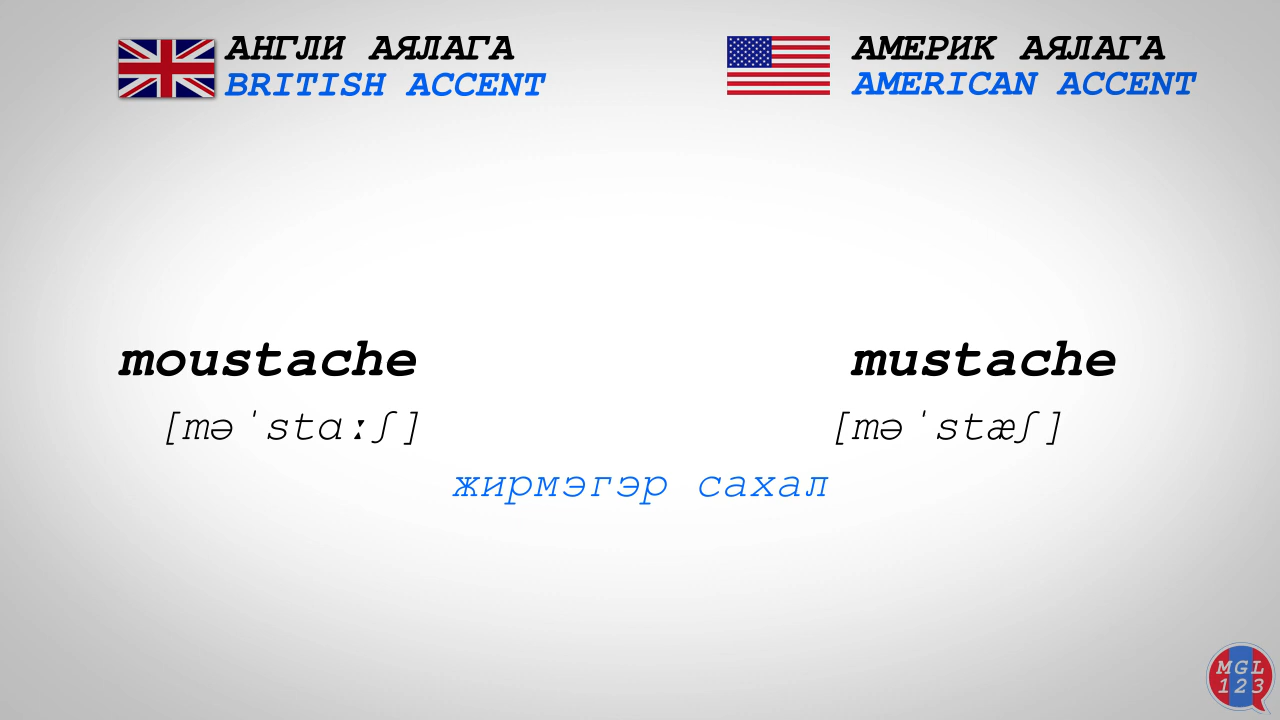 АНГЛИ АЯЛАГА
BRITISH ACCENT
АМЕРИК АЯЛАГА
AMERICAN ACCENT
moustache
[məˈstɑːʃ]
mustache
[məˈstæʃ]
жирмэгэр сахал
MGL
123